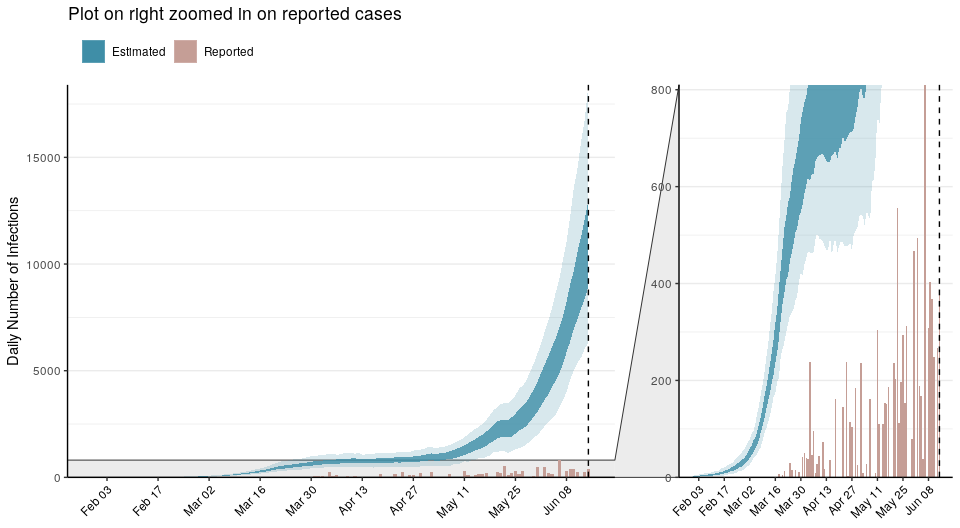 Plot on right zoomed in on reported cases
Estimated Reported
Daily Number of Infections
15000
10000
5000
0
Feb 03 Feb 17 Mar 02 Mar 16 Mar 30 Apr 13 Apr 27 May 11 May 25 Jun 08
800
600
400
200
0
Feb 03 Feb 17 Mar 02 Mar 16 Mar 30 Apr 13 Apr 27 May 11 May 25 Jun 08